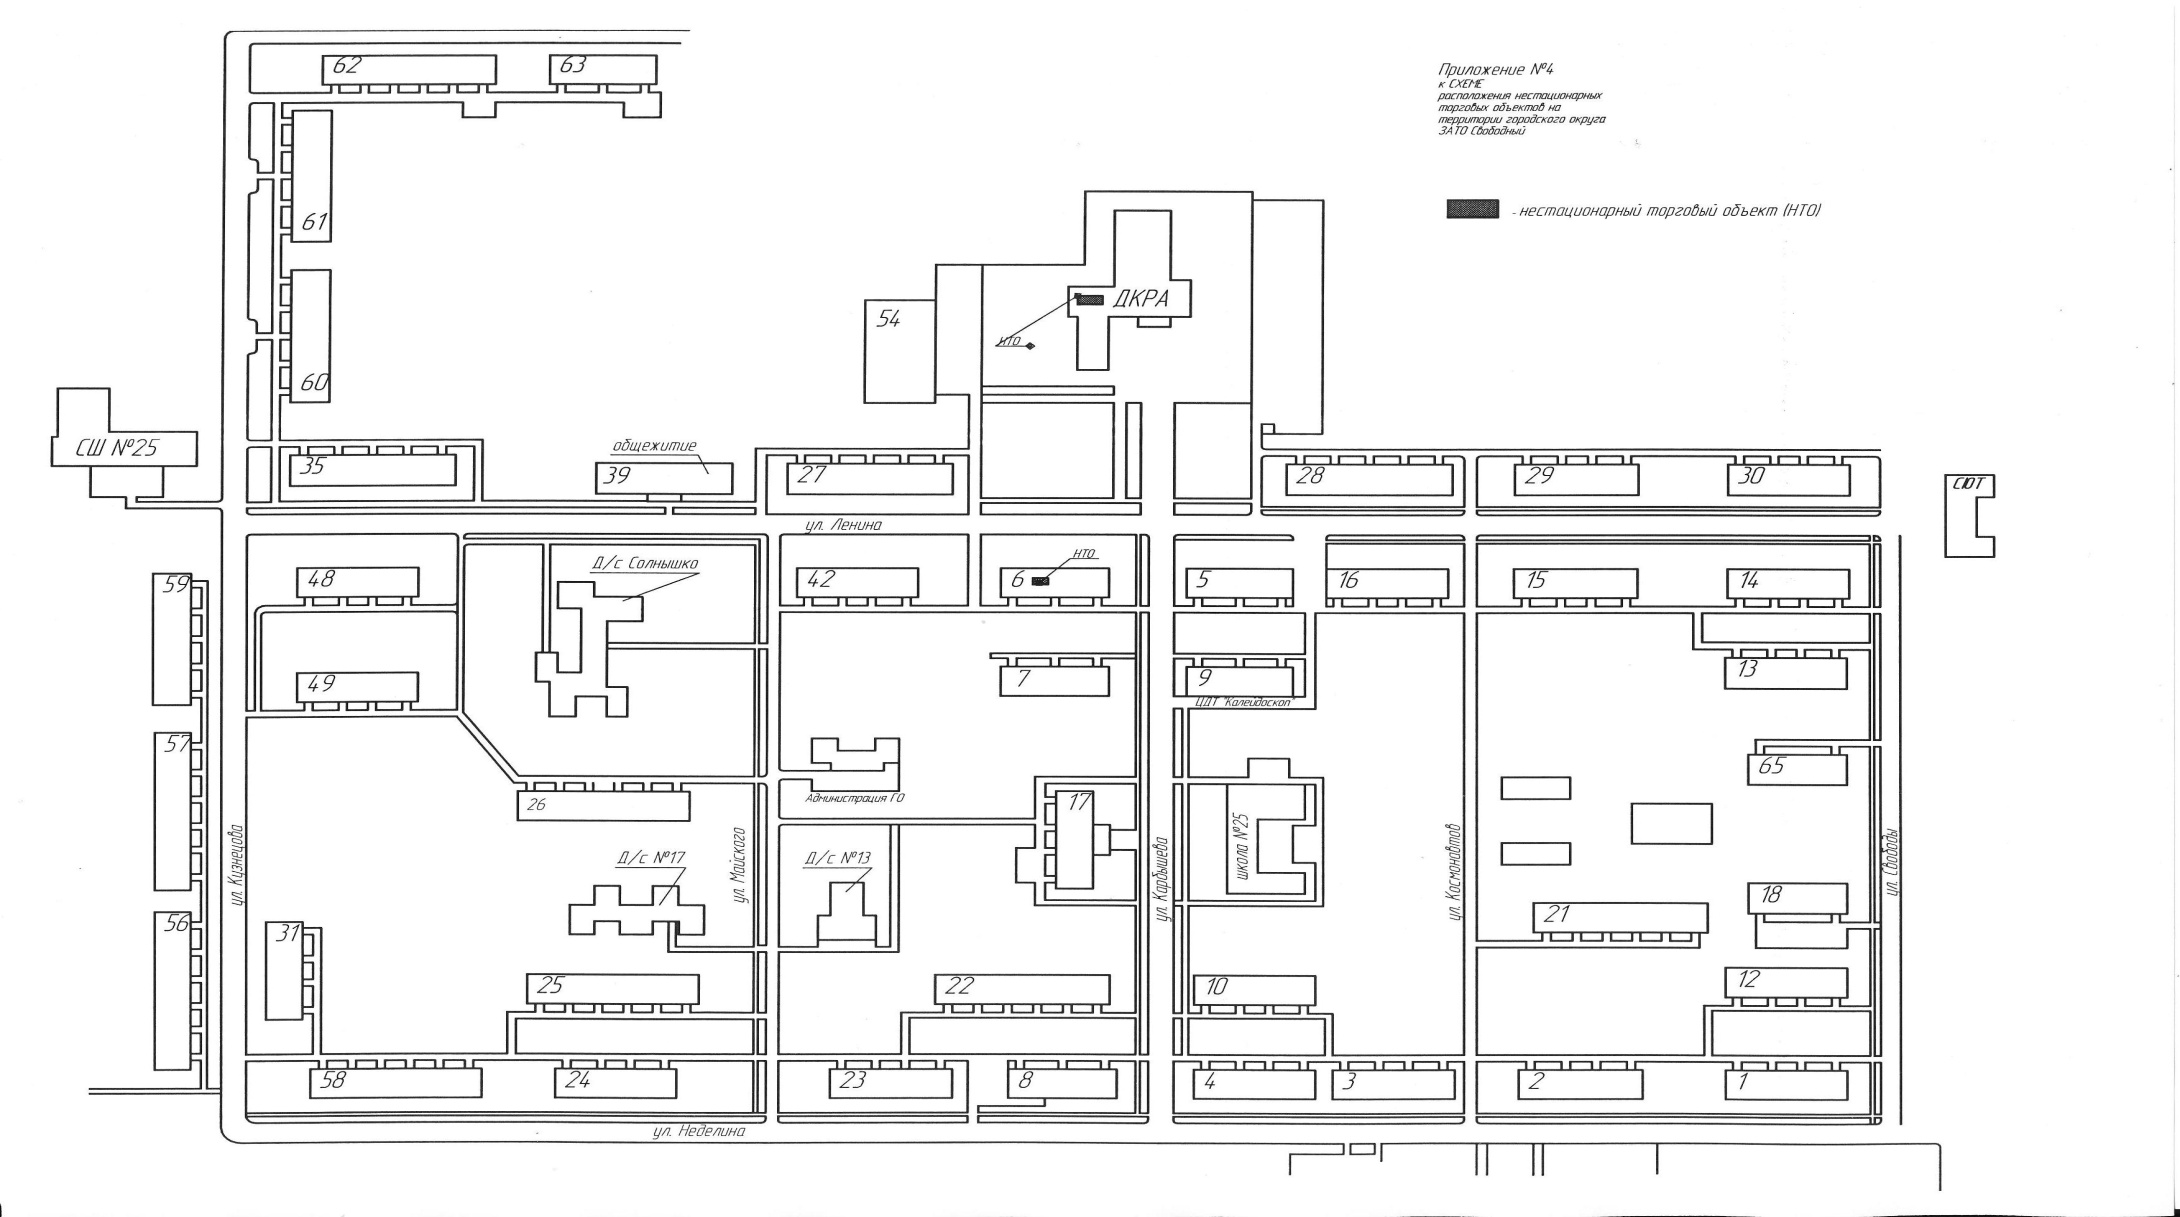 Приложение №4
к СХЕМЕ
расположения нестационарных
торговых объектов на
территории городского округа
ЗАТО Свободный
- нестационарный торговый объект (НТО)
62
63
61
60
54
ДКРА
НТО
СШ №25
35
общежитие
39
27
28
29
30
СЮТ
ул. Ленина
59
48
Д/с Солнышко
42
6
НТО
5
16
15
14
49
7
9
ЦДТ "Калейдоскоп"
13
57
26
Администрация ГО
17
65
ул. Кузнецова
ул. Майского
ул. Карбышева
школа №25
ул. Космонавтов
ул. Свободы
Д/с №17
Д/с №13
56
31
21
18
25
22
10
12
58
24
23
8
4
3
2
1
ул. Неделина